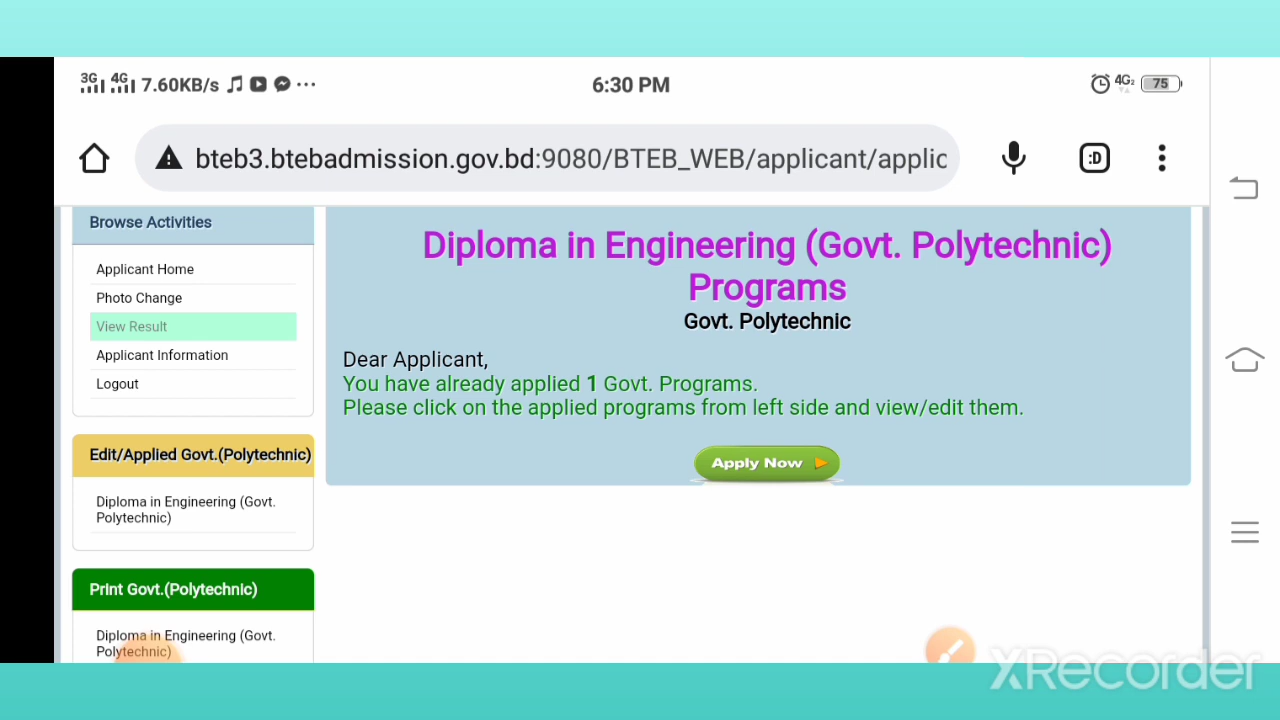 3G 4G 7.60KB/s 6:30 PM 4G2 75
bteb3.btebadmission.gov.bd:9080/BTEB_WEB/applicant/applic :D
Browse Activities
Applicant Home
Photo Change
View Result
Applicant Information
Logout
Edit/Applied Govt.(Polytechnic)
Diploma in Engineering (Govt.
Polytechnic)
Print Govt.(Polytechnic)
Diploma in Engineering (Govt.
Polytechnic)
Diploma in Engineering (Govt. Polytechnic)
Programs
Govt. Polytechnic
Dear Applicant,
You have already applied 1 Govt. Programs.
Please click on the applied programs from left side and view/edit them.
Apply Now
XRecorder